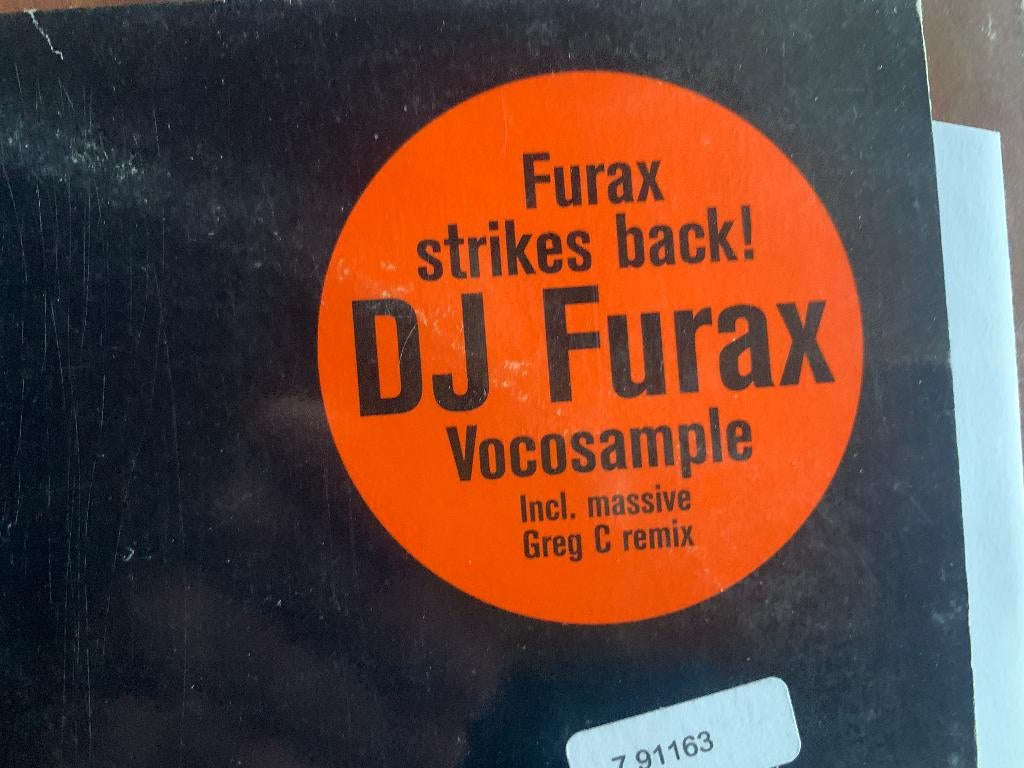 Furax
strikes back!
DJ Furax
Vocosample
Incl. massive
Greg C remix
7 91163